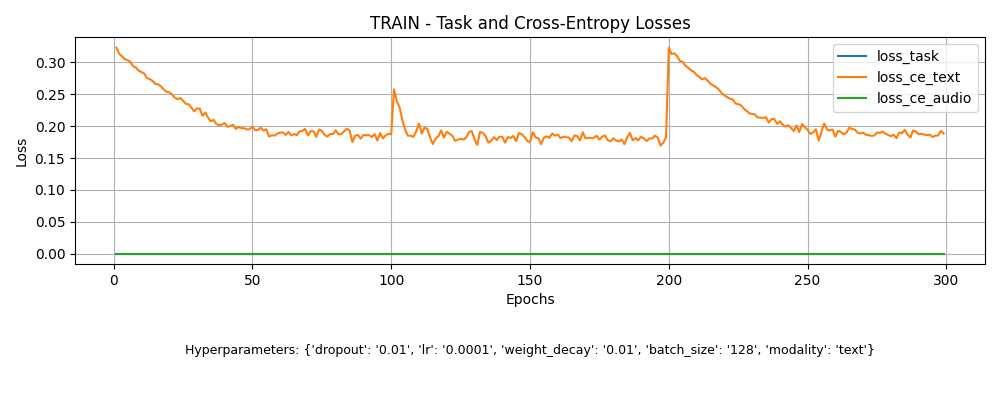 TRAIN - Task and Cross-Entropy Losses
loss_task
loss_ce_text
loss_ce_audio
Loss
0.30
0.25
0.20
0.15
0.10
0.05
0.00
0 50 100 150 200 250 300
Epochs
Hyperparameters: {'dropout': '0.01', 'lr': '0.0001', 'weight_decay': '0.01', 'batch_size': '128', 'modality': 'text'}